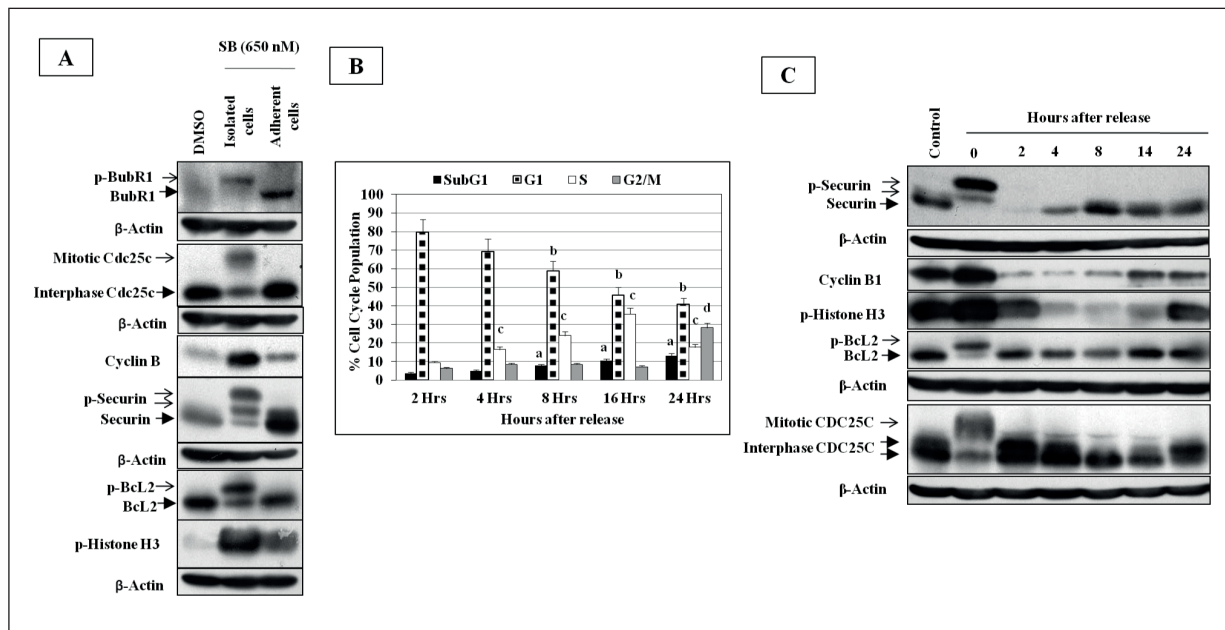 A
SB (650 nM)
DMSO
Isolated cells
Adherent cells
p-BubR1
BubR1
β-Actin
Mitotic Cdc25c
Interphase Cdc25c
β-Actin
Cyclin B
p-Securin
Securin
β-Actin
p-BcL2
BcL2
p-Histone H3
β-Actin
B
SubG1 G1 S G2/M
% Cell Cycle Population
100
90
80
70
60
50
40
30
20
10
0
c
a b c
a b c
a b c d
2 Hrs 4 Hrs 8 Hrs 16 Hrs 24 Hrs
Hours after release
C
Control
Hours after release
0 2 4 8 14 24
p-Securin
Securin
β-Actin
Cyclin B1
p-Histone H3
p-BcL2
BcL2
β-Actin
Mitotic CDC25C
Interphase CDC25C
β-Actin